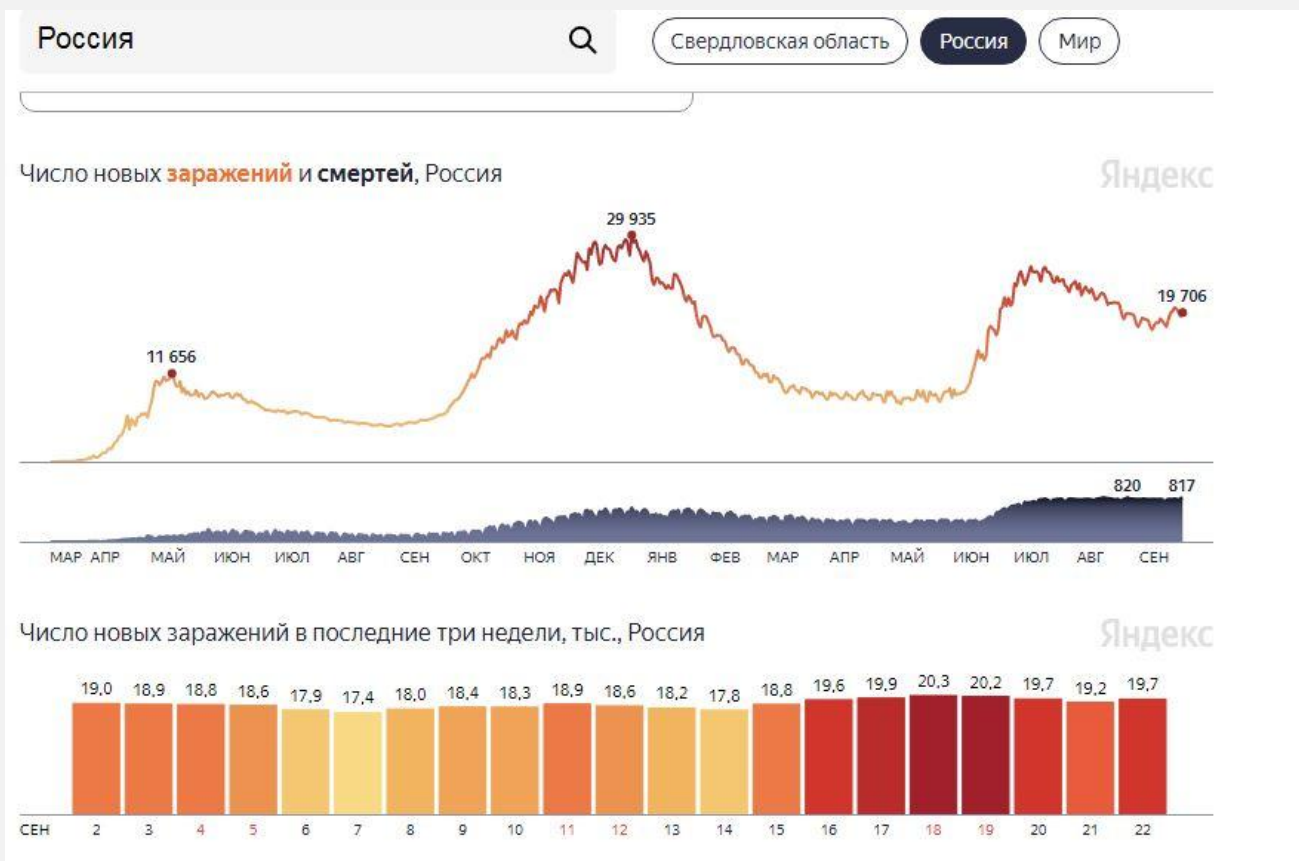 Россия
Свердловская область Россия Мир
Число новых заражений и смертей, Россия
Яндекс
29 935
19 706
11 656
820 817
МАР АПР МАЙ ИЮН ИЮЛ АВГ СЕН ОКТ НОЯ ДЕК ЯНВ ФЕВ МАР АПР МАЙ ИЮН ИЮЛ АВГ СЕН
Число новых заражений в последние три недели, тыс., Россия
Яндекс
19,0 18,9 18,8 18,6 17,9 17,4 18,0 18,4 18,3 18,9 18,6 18,2 17,8 18,8 19,6 19,9 20,3 20,2 19,7 19,2 19,7
СЕН 2 3 4 5 6 7 8 9 10 11 12 13 14 15 16 17 18 19 20 21 22